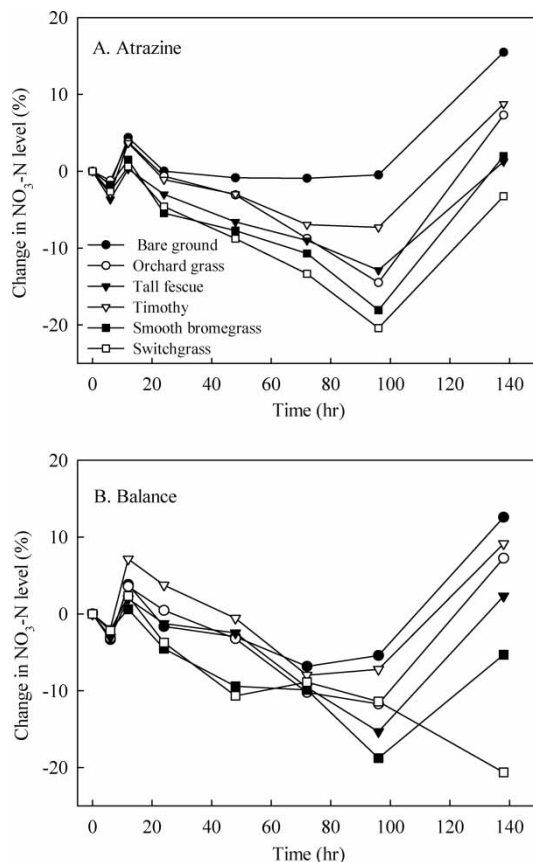 20
A. Atrazine
10
0
-10
-20
Change in NO3-N level (%)
Bare ground
Orchard grass
Tall fescue
Timothy
Smooth bromegrass
Switchgrass
0 20 40 60 80 100 120 140
Time (hr)
20
B. Balance
10
0
-10
-20
Change in NO3-N level (%)
0 20 40 60 80 100 120 140
Time (hr)